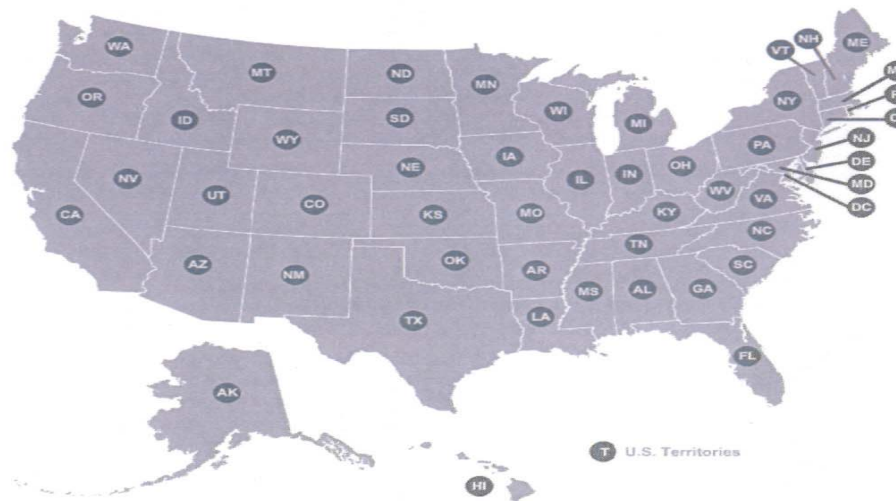 WA
MT
ND
MN
VT
NH
ME
OR
ID
WY
SD
WI
MI
NY
M
NV
UT
CO
NE
IA
IL
IN
OH
PA
NJ
DE
MD
DC
CA
AZ
NM
KS
OK
MO
AR
KY
WV
VA
TN
NC
SC
TX
LA
MS
AL
GA
FL
AK
HI
T U.S. Territories